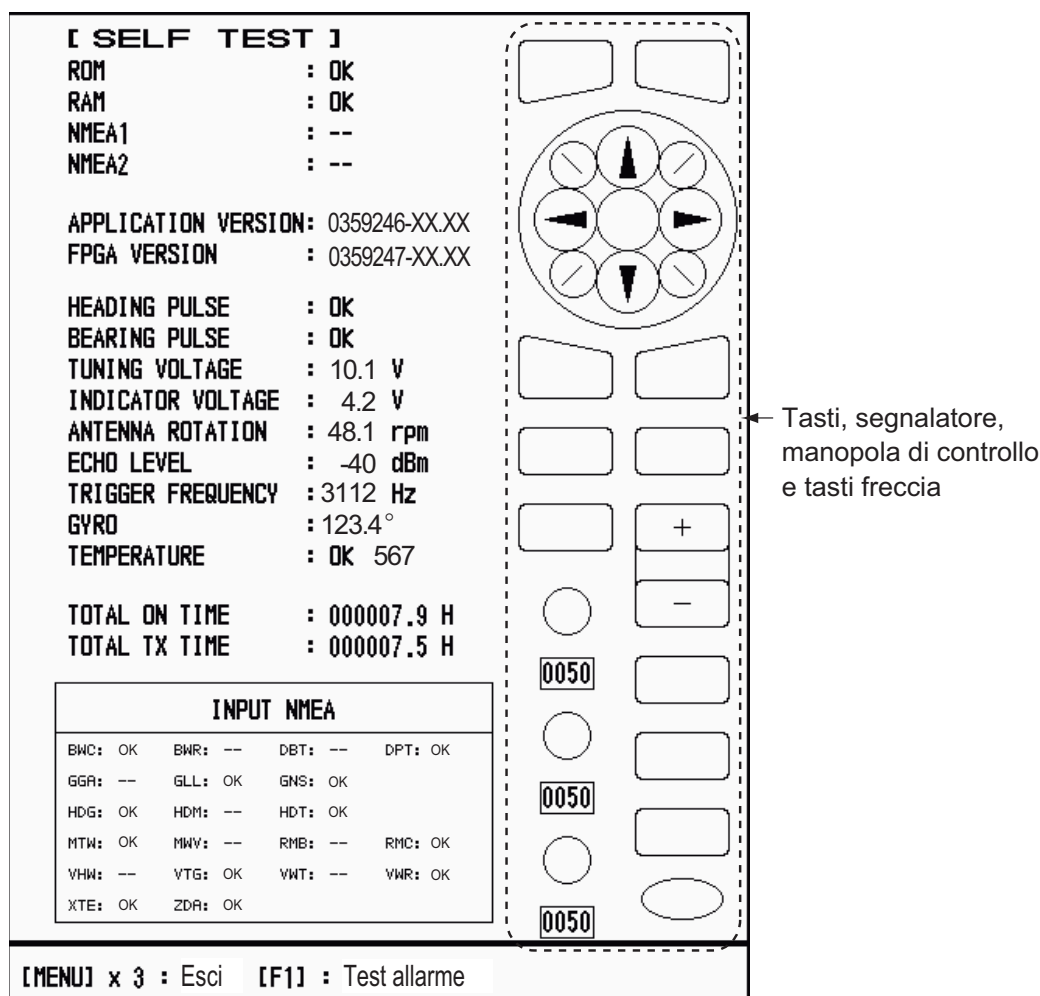 [ SELF TEST ]
ROM : OK
RAM : OK
NMEA1 : --
NMEA2 : --
APPLICATION VERSION: 0359246-XX.XX
FPGA VERSION : 0359247-XX.XX
HEADING PULSE : OK
BEARING PULSE : OK
TUNING VOLTAGE : 10.1 V
INDICATOR VOLTAGE : 4.2 V
ANTENNA ROTATION : 48.1 rpm
ECHO LEVEL : -40 dBm
TRIGGER FREQUENCY : 3112 Hz
GYRO : 123.4°
TEMPERATURE : OK 567
TOTAL ON TIME : 000007.9 H
TOTAL TX TIME : 000007.5 H
INPUT NMEA
BWC: OK BWR: -- DBT: -- DPT: OK
GGA: -- GLL: OK GNS: OK
HDG: OK HDM: -- HDT: OK
MTW: OK MWV: -- RMB: -- RMC: OK
VHW: -- VTG: OK VWT: -- VWR: OK
XTE: OK ZDA: OK
+
-
0050
0050
0050
Tasti, segnalatore,
manopola di controllo
e tasti freccia
[MENU] x 3 : Esci [F1] : Test allarme